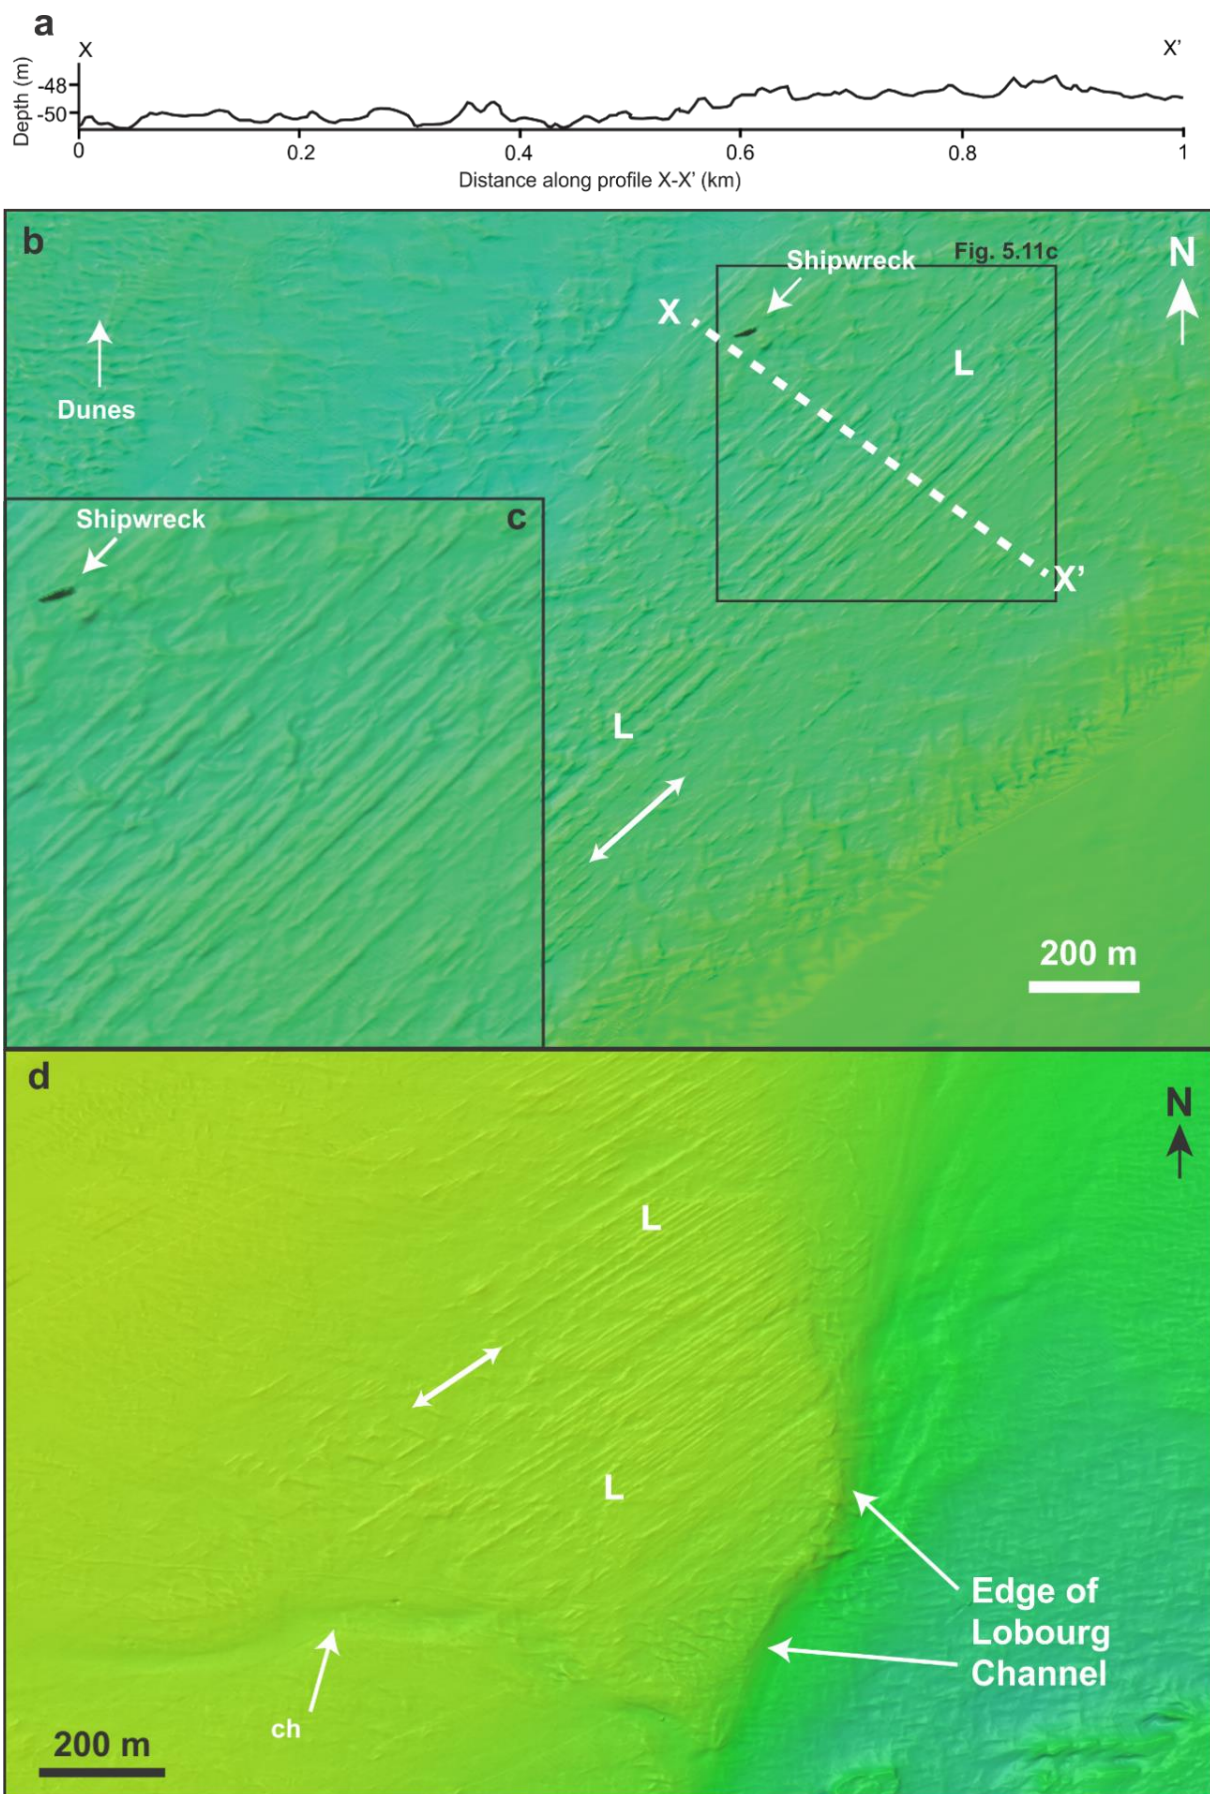 a
X
X’
Depth (m)
-48
-50
0
0.2
0.4
0.6
0.8
1
Distance along profile X-X’ (km)
b
Shipwreck
Fig. 5.11c
N
X
L
Dunes
Shipwreck
c
X’
L
200 m
d
N
L
L
Edge of
Lobourg
Channel
ch
200 m